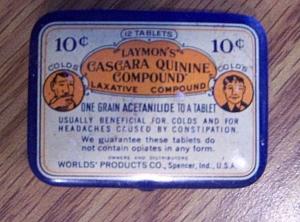 12 TABLETS
10¢ LAYMON'S 10¢
COLDS CASCARA QUININE COLDS
COMPOUND
LAXATIVE COMPOUND
ONE GRAIN ACETANILIDE TO A TABLET
USUALLY BENEFICIAL FOR COLDS AND FOR
HEADACHES CAUSED BY CONSTIPATION.
We guarantee these tablets do
not contain opiates in any form.
OWNERS AND DISTRIBUTORS
WORLDS' PRODUCTS CO., Spencer, Ind., U.S.A.